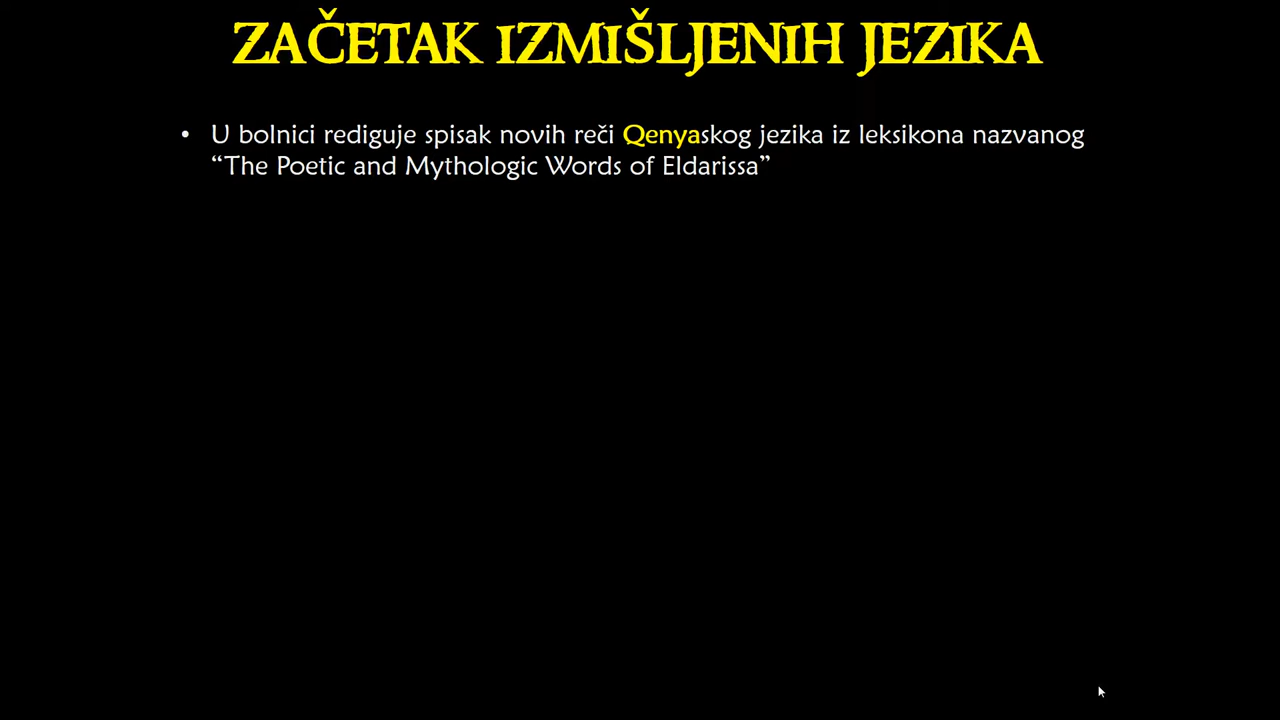 ZAČETAK IZMIŠLJENIH JEZIKA
• U bolnici rediguje spisak novih reči Qenyaskog jezika iz leksikona nazvanog
“The Poetic and Mythologic Words of Eldarissa”